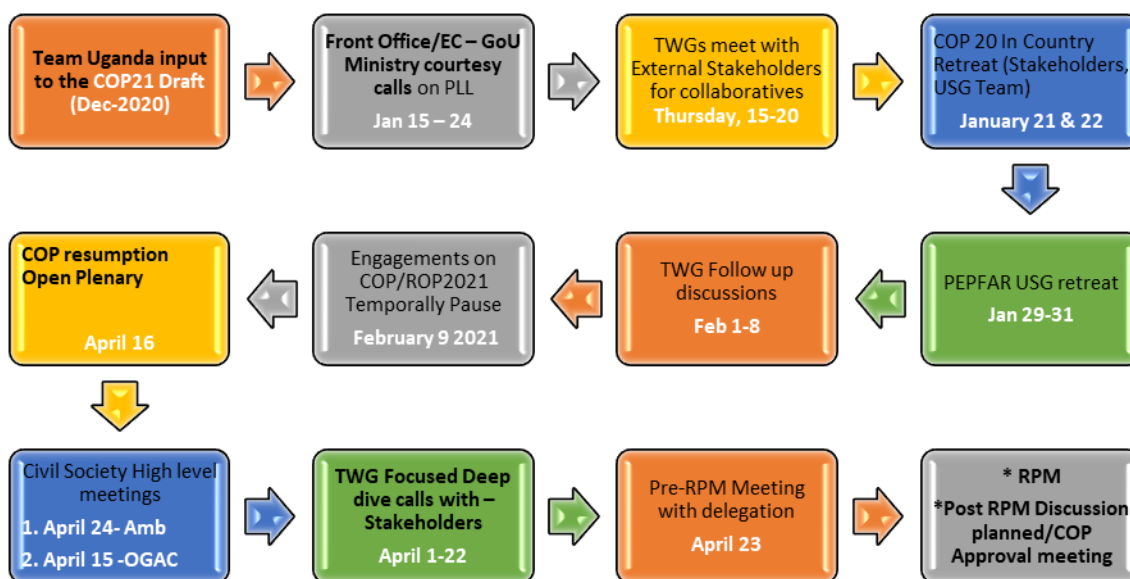 Team Uganda input
to the COP21 Draft
(Dec-2020)
Front Office/EC – GoU
Ministry courtesy
calls on PLL
Jan 15 – 24
TWGs meet with
External Stakeholders
for collaboratives
Thursday, 15-20
COP 20 In Country
Retreat (Stakeholders,
USG Team)
January 21 & 22
PEPFAR USG retreat
Jan 29-31
TWG Follow up
discussions
Feb 1-8
Engagements on
COP/ROP2021
Temporally Pause
February 9 2021
COP resumption
Open Plenary
April 16
Civil Society High level
meetings
1. April 24- Amb
2. April 15 -OGAC
TWG Focused Deep
dive calls with –
Stakeholders
April 1-22
Pre-RPM Meeting
with delegation
April 23
* RPM
*Post RPM Discussion
planned/COP
Approval meeting